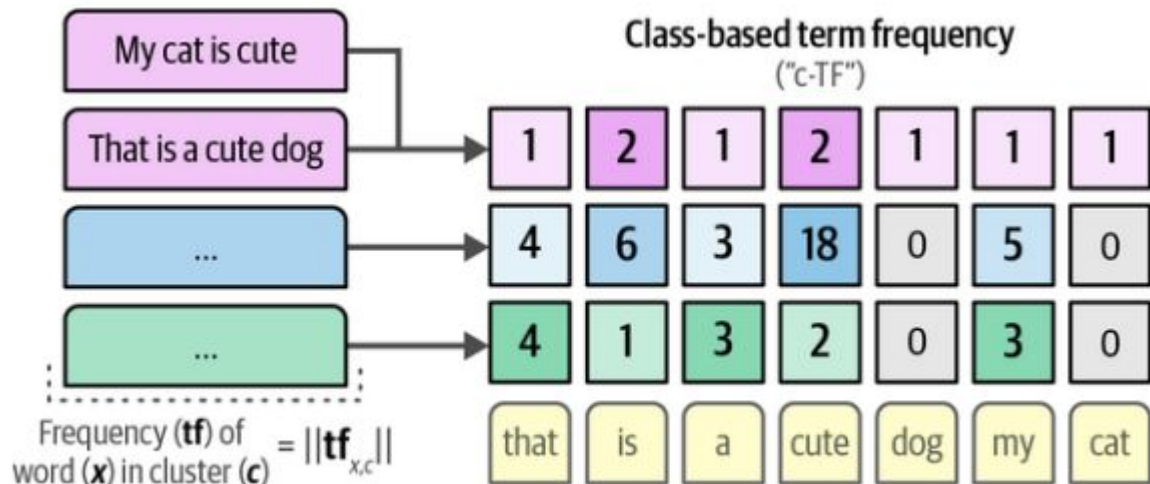 My cat is cute
That is a cute dog
...
...
Frequency (tf) of
word (x) in cluster (c) = ||tf x,c||
Class-based term frequency
("c-TF")
1 2 1 2 1 1 1
4 6 3 18 0 5 0
4 1 3 2 0 3 0
that is a cute dog my cat